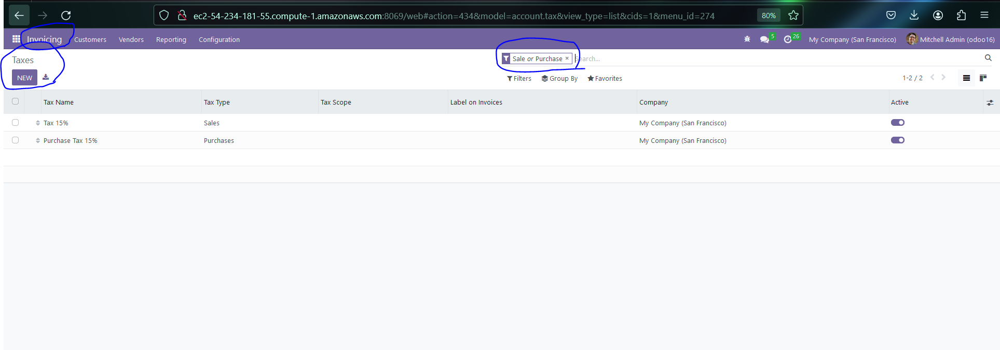 ec2-54-234-181-55.compute-1.amazonaws.com:8069/web#action=434&model=account.tax&view_type=list&cids=1&menu_id=274 80%
Invoicing Customers Vendors Reporting Configuration 5 26 My Company (San Francisco) Mitchell Admin (odoo16)
Taxes
Sale or Purchase × Search...
NEW
Filters Group By Favorites 1-2 / 2
Tax Name Tax Type Tax Scope Label on Invoices Company Active
Tax 15% Sales My Company (San Francisco)
Purchase Tax 15% Purchases My Company (San Francisco)